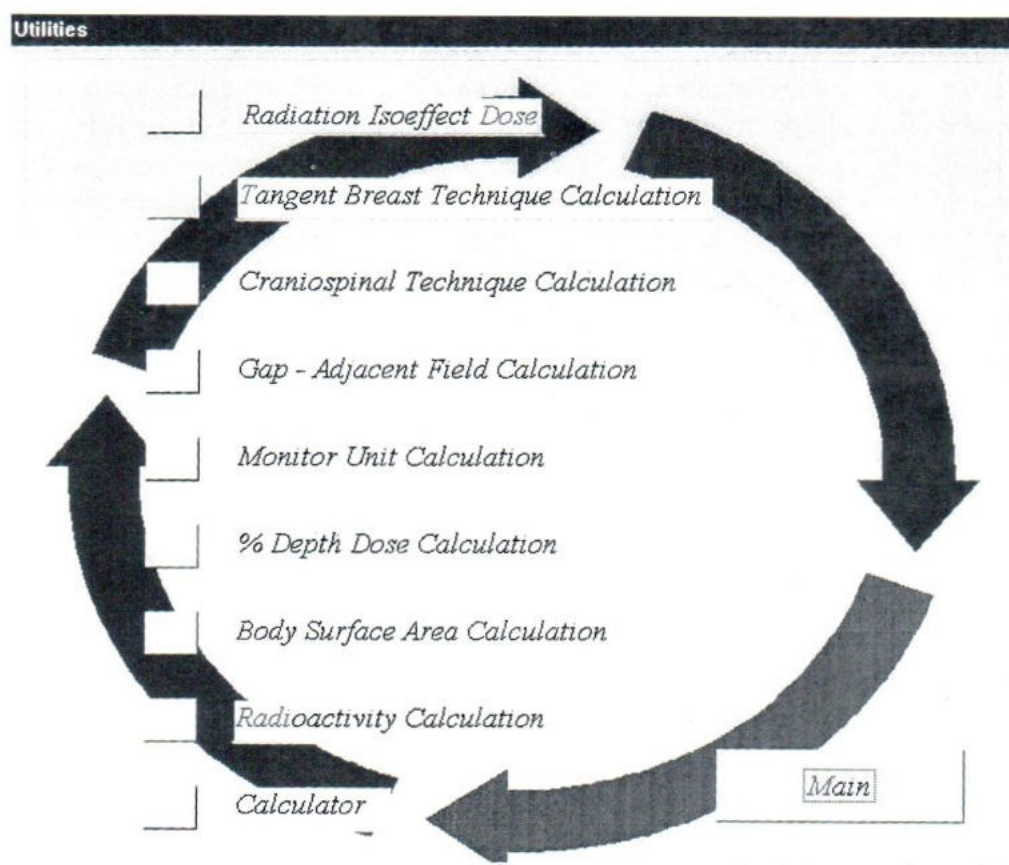 Utilities
Radiation Isoeffect Dose
Tangent Breast Technique Calculation
Craniospinal Technique Calculation
Gap - Adjacent Field Calculation
Monitor Unit Calculation
% Depth Dose Calculation
Body Surface Area Calculation
Radioactivity Calculation
Calculator
Main